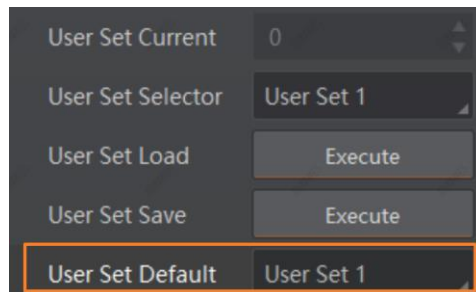 User Set Current 0
User Set Selector User Set 1
User Set Load Execute
User Set Save Execute
User Set Default User Set 1